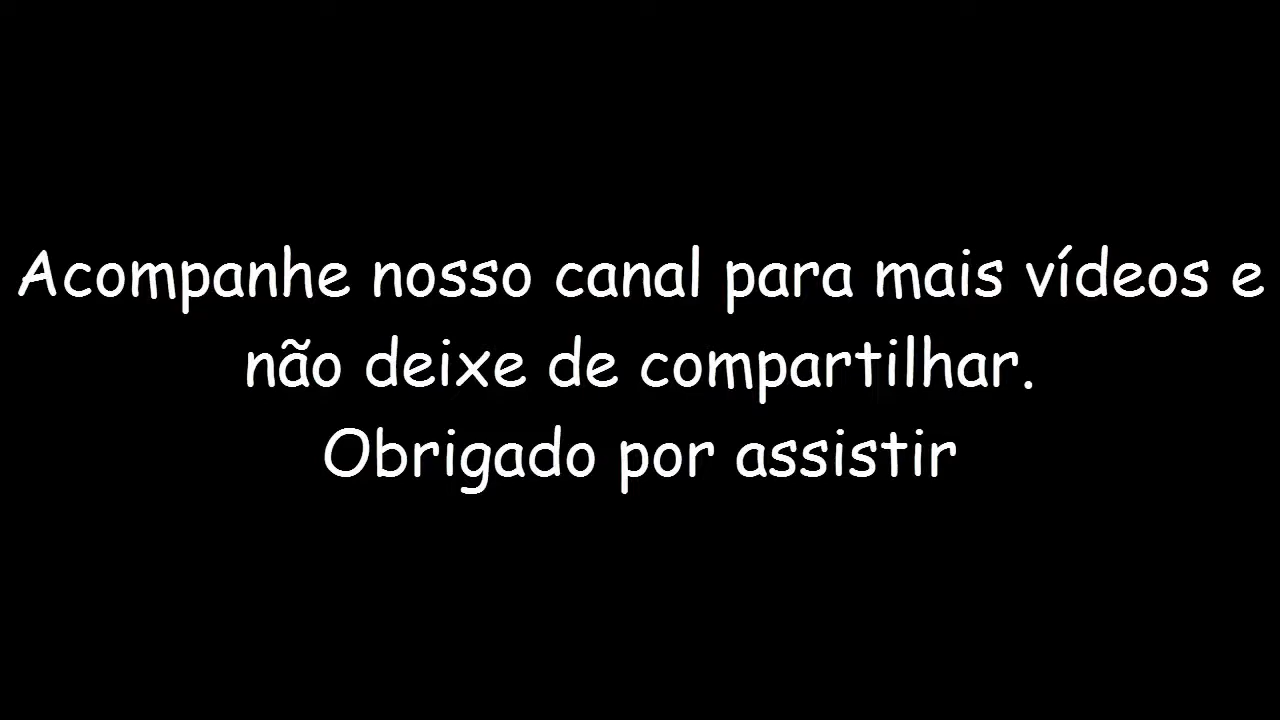 Acompanhe nosso canal para mais vídeos e
não deixe de compartilhar.
Obrigado por assistir